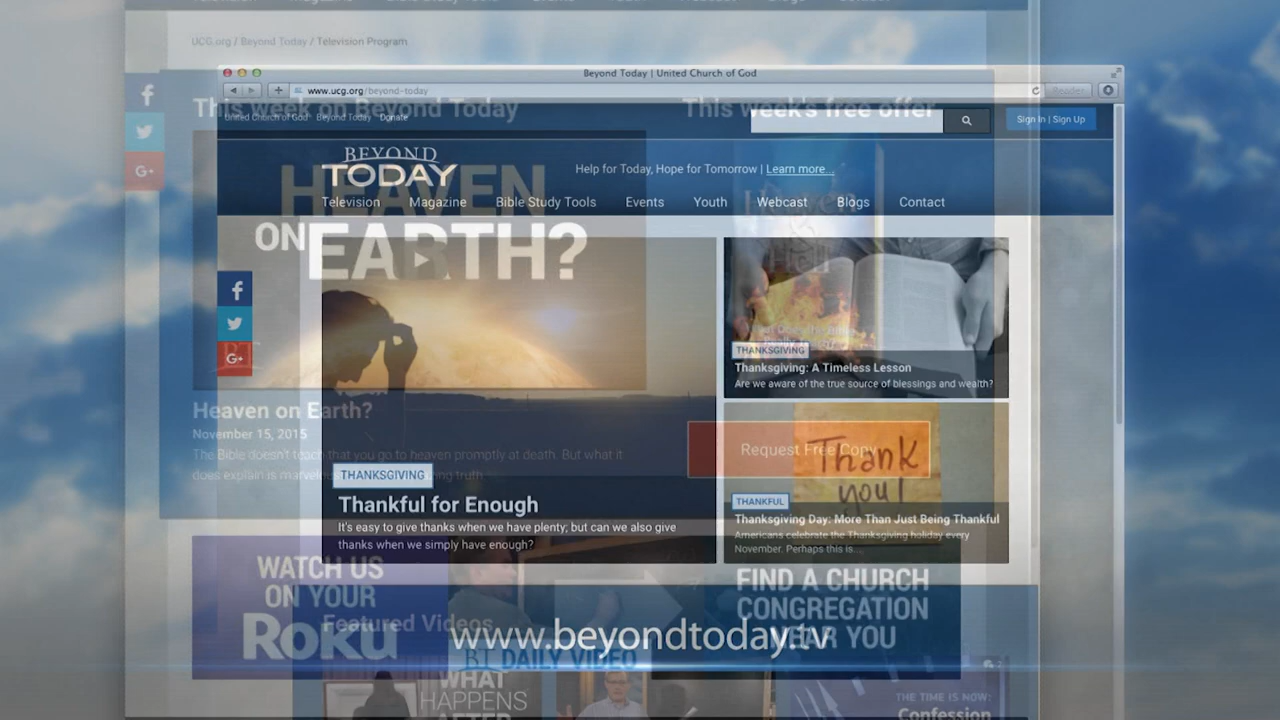 UCG.org / Beyond Today / Television Program
Beyond Today | United Church of God
www.ucg.org/beyond-today
Reader
This week on Beyond Today
This week's free offer
United Church of God Beyond Today Donate
Sign In | Sign Up
BEYOND
TODAY
Help for Today, Hope for Tomorrow | Learn more...
Television Magazine Bible Study Tools Events Youth Webcast Blogs Contact
HEAVEN
ON EARTH?
THANKSGIVING
Thanksgiving: A Timeless Lesson
Are we aware of the true source of blessings and wealth?
Heaven on Earth?
November 15, 2015
The Bible doesn't teach that you go to heaven promptly at death. But what it
does explain is
truth.
Request Free Copy
Thank
you!
THANKSGIVING
Thankful for Enough
It's easy to give thanks when we have plenty; but can we also give
thanks when we simply have enough?
THANKFUL
Thanksgiving Day: More Than Just Being Thankful
Americans celebrate the Thanksgiving holiday every
November. Perhaps this is...
WATCH US
ON YOUR
Roku
Featured Videos
www.beyondtoday.tv
FIND A CHURCH
CONGREGATION
NEAR YOU
BT DAILY VIDEO
WHAT
HAPPENS
AFTER
THE TIME IS NOW:
Confession